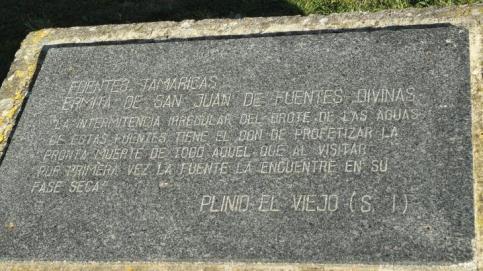 FUENTES TAMARICAS
ERMITA DE SAN JUAN DE FUENTES DIVINAS
"LA INTERMITENCIA IRREGULAR DEL BROTE DE LAS AGUAS
DE ESTAS FUENTES TIENE EL DON DE PROFETIZAR LA
PRONTA MUERTE DE TODO AQUEL QUE AL VISITAR
POR PRIMERA VEZ LA FUENTE LA ENCUENTRE EN SU
FASE SECA"
PLINIO EL VIEJO (S. I)